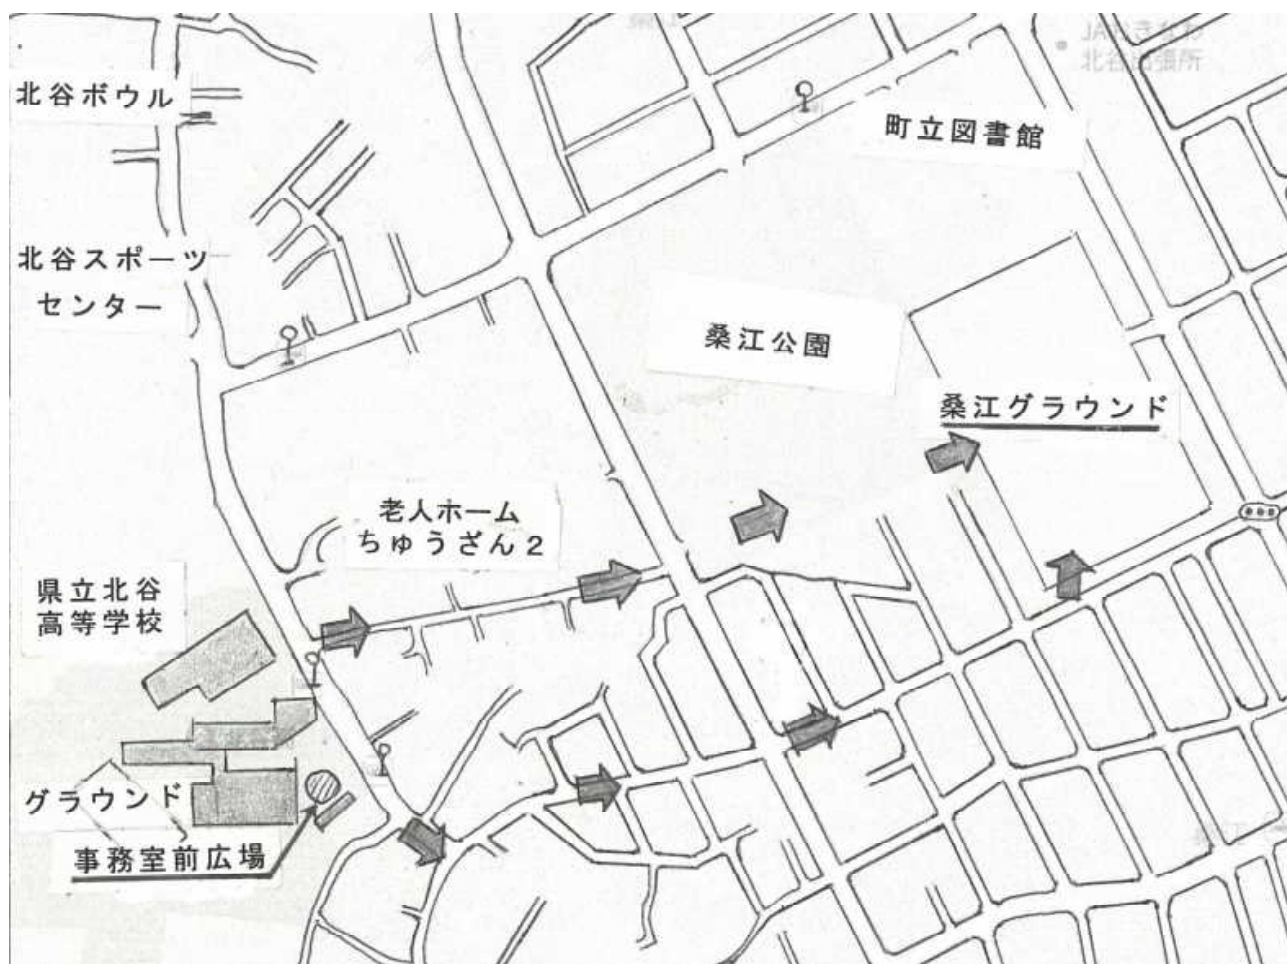 北谷ボウル
町立図書館
北谷スポーツ
センター
桑江公園
桑江グラウンド
老人ホーム
ちゅうざん2
県立北谷
高等学校
グラウンド
事務室前広場